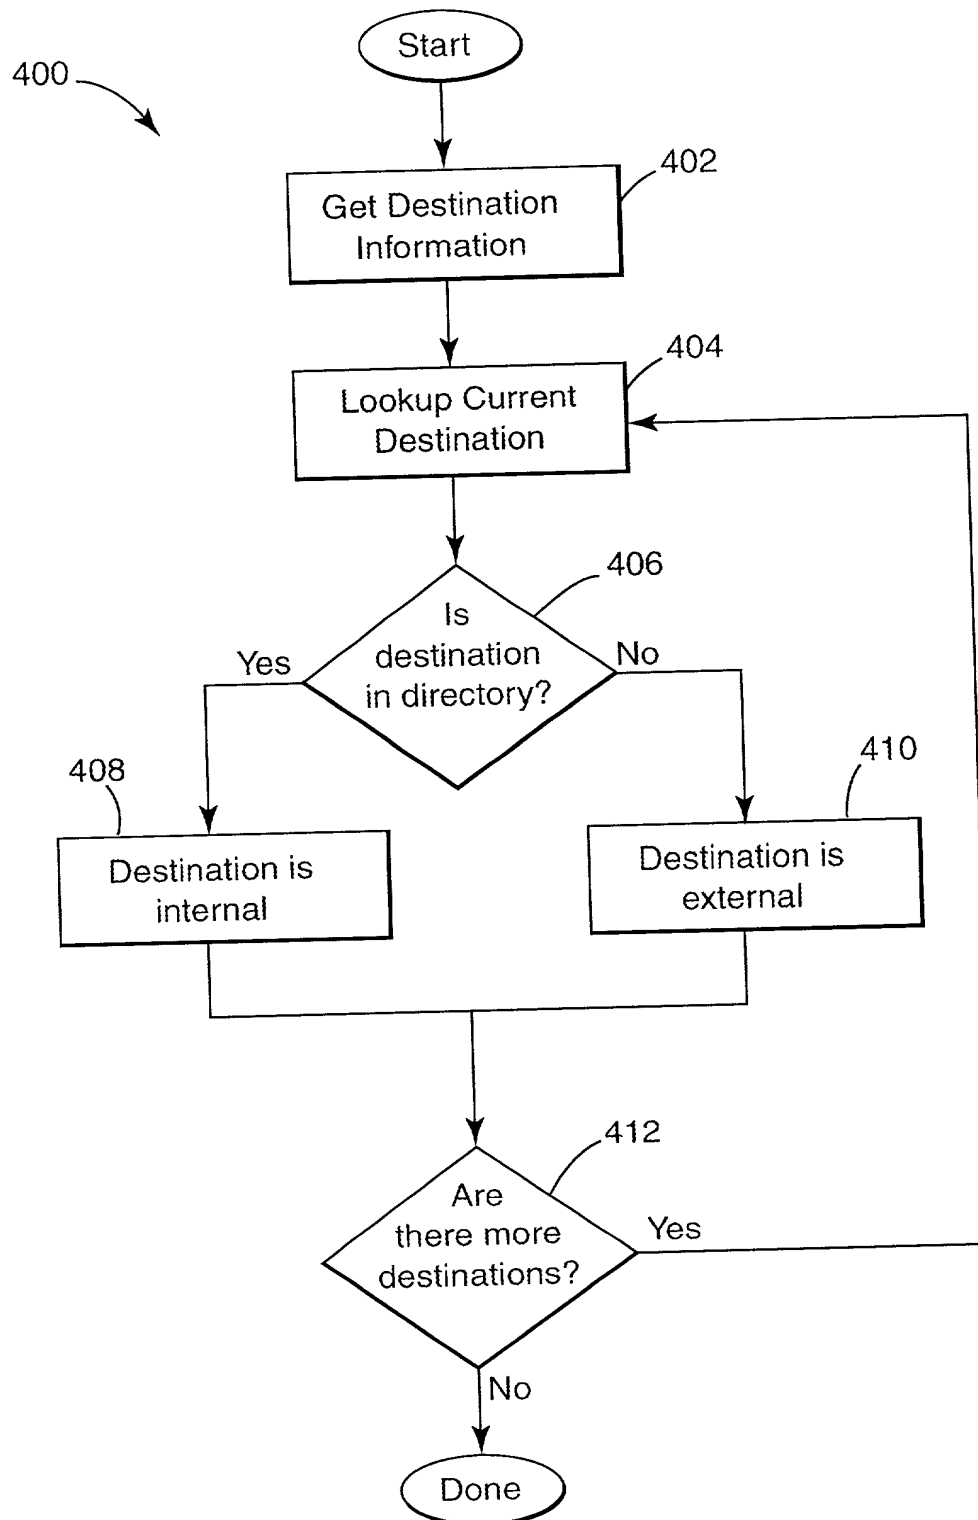 Start
400
402
Get Destination
Information
404
Lookup Current
Destination
406
Is
destination
in directory?
Yes
No
408
410
Destination is
internal
Destination is
external
412
Are
there more
destinations?
Yes
No
Done